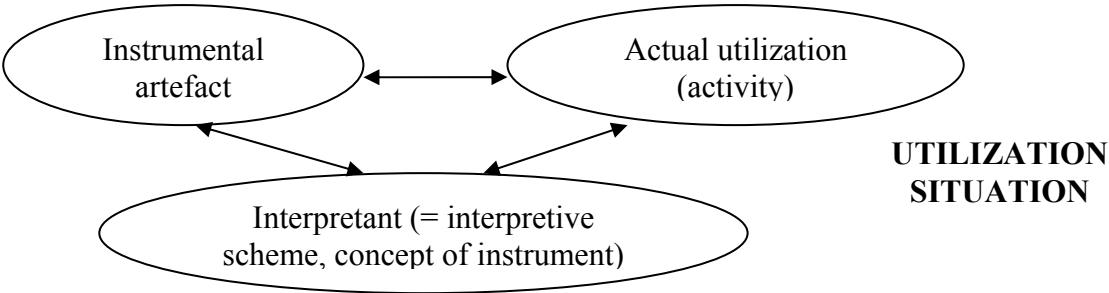 Instrumental
artefact
Actual utilization
(activity)
UTILIZATION
SITUATION
Interpretant (= interpretive
scheme, concept of instrument)